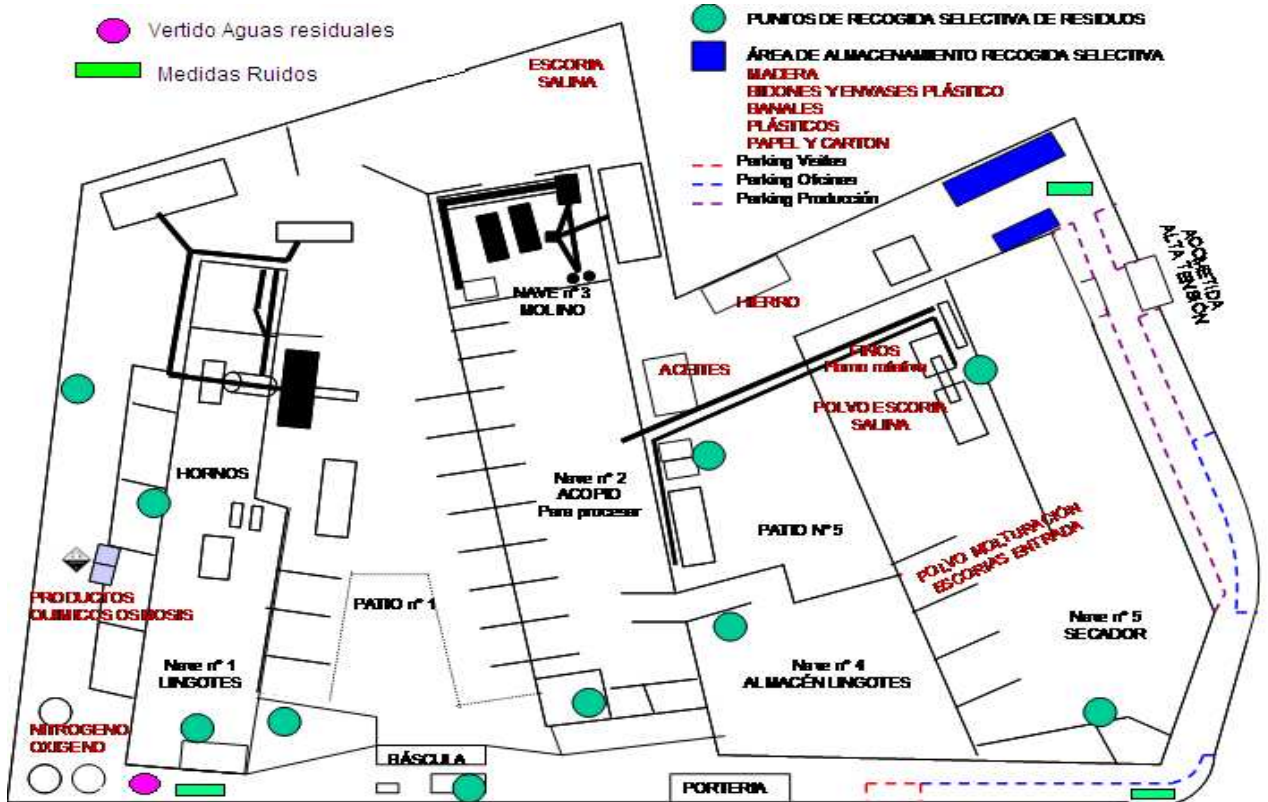 Vertido Aguas residuales
Medidas Ruidos
PUNTOS DE RECOGIDA SELECTIVA DE RESIDUOS
ÁREA DE ALMACENAMIENTO RECOGIDA SELECTIVA
MADERA
BIDONES Y ENVASES PLÁSTICO
BANALES
PLÁSTICOS
PAPEL Y CARTON
Parking Visitas
Parking Oficinas
Parking Producción
ESCORIA
SALINA
ACOMETIDA
ALTA TENSIÓN
NAVE nº 3
MOLINO
HIERRO
ACEITES
FINOS
Horno rotativo
POLVO ESCORIA
SALINA
HORNOS
Nave nº 2
ACOPIO
Para procesar
PATIO Nº 5
POLVO MOLTURACIÓN
ESCORIAS ENTRADA
PRODUCTOS
QUIMICOS OSMOSIS
PATIO nº 1
Nave nº 5
SECADOR
Nave nº 1
LINGOTES
Nave nº 4
ALMACÉN LINGOTES
NITROGENO
OXIGENO
BÁSCULA
PORTERIA